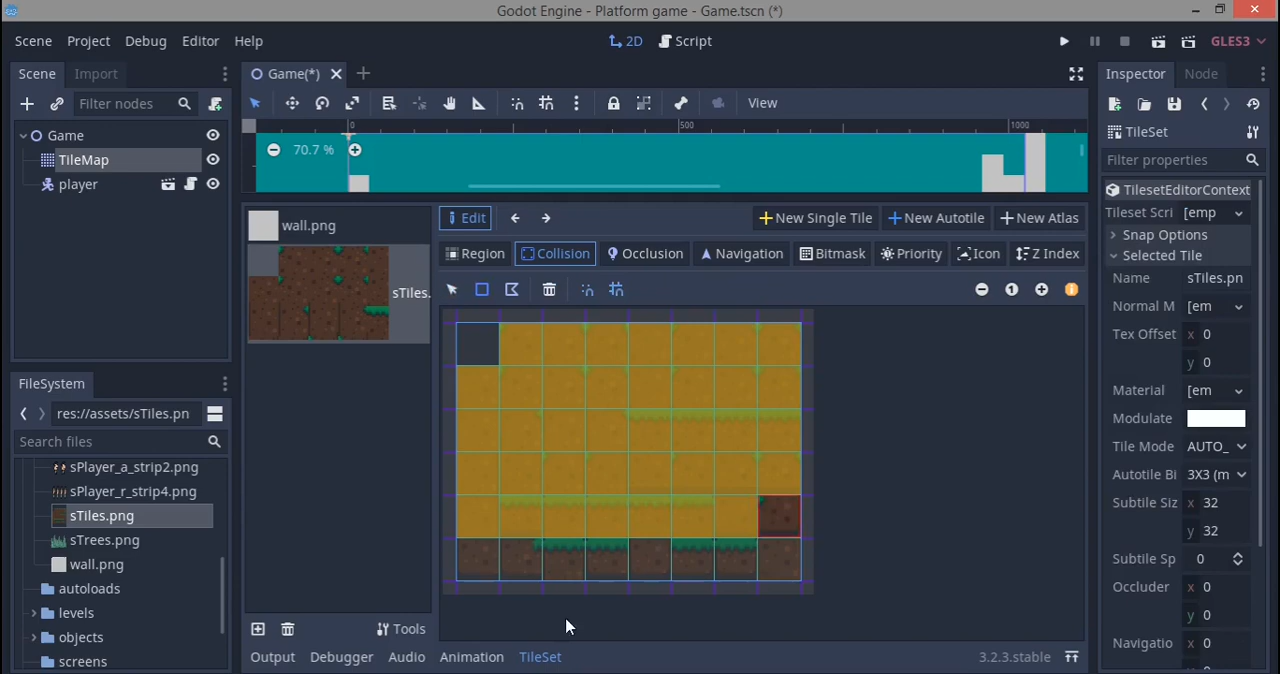 Godot Engine - Platform game - Game.tscn (*)
Scene Project Debug Editor Help
2D Script
GLES3
Scene Import
Game(*)
Inspector Node
Filter nodes
View
Game
TileMap
player
0 500 1000
70.7 %
TileSet
Filter properties
TilesetEditorContext
Tileset Scri [emp
Snap Options
Selected Tile
Name sTiles.pn
Normal M [em
Tex Offset x 0
y 0
Material [em
Modulate
Tile Mode AUTO_
Autotile Bi 3X3 (m
Subtile Siz x 32
y 32
Subtile Sp 0
Occluder x 0
y 0
Navigatio x 0
wall.png
sTiles.
Edit
New Single Tile New Autotile New Atlas
Region Collision Occlusion Navigation Bitmask Priority Icon Z Index
1
FileSystem
res://assets/sTiles.pn
Search files
sPlayer_a_strip2.png
sPlayer_r_strip4.png
sTiles.png
sTrees.png
wall.png
autoloads
levels
objects
screens
Tools
Output Debugger Audio Animation TileSet
3.2.3.stable